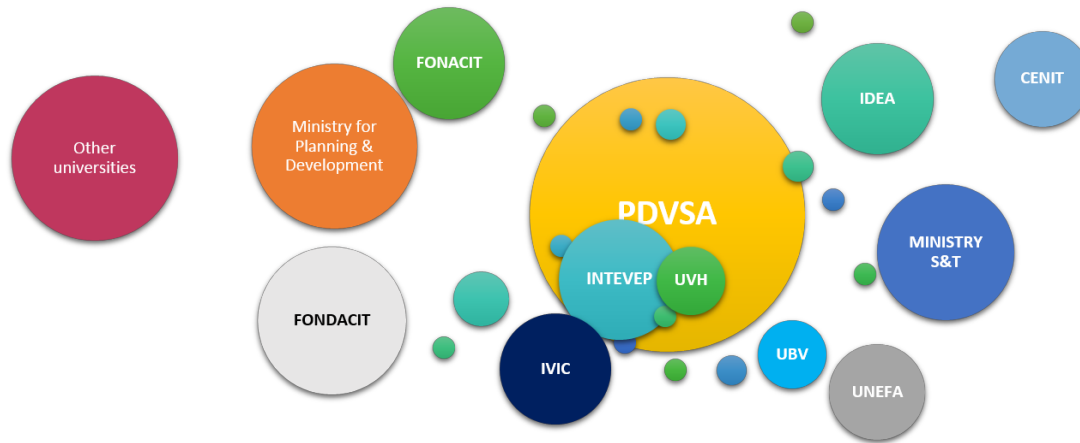 FONACIT
IDEA
CENIT
Other
universities
Ministry for
Planning &
Development
PDVSA
MINISTRY
S&T
INTEVEP
UVH
FONDACIT
IVIC
UBV
UNEFA